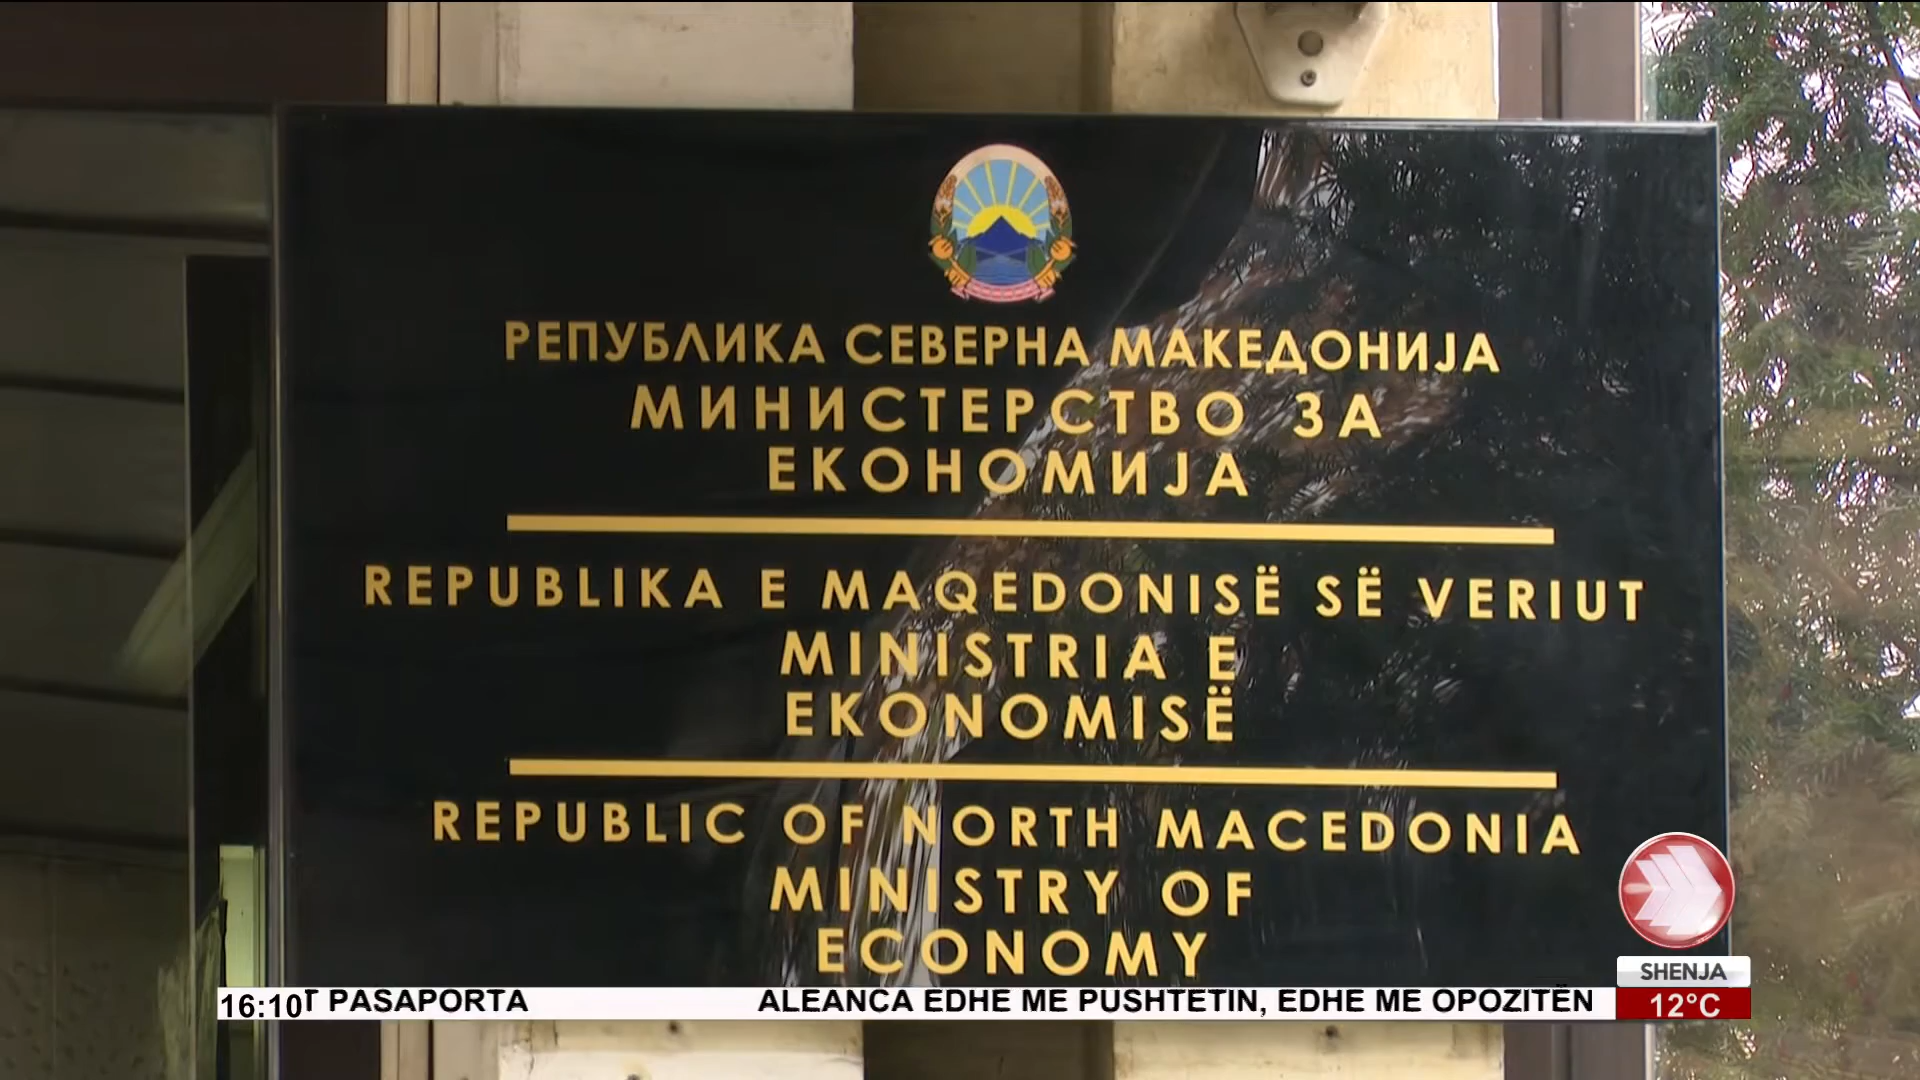 РЕПУБЛИКА СЕВЕРНА МАКЕДОНИЈА
МИНИСТЕРСТВО ЗА
ЕКОНОМИЈА
REPUBLIKA E MAQEDONISË SË VERIUT
MINISTRIA E
EKONOMISË
REPUBLIC OF NORTH MACEDONIA
MINISTRY OF
ECONOMY
SHENJA
16:10 T PASAPORTA ALEANCA EDHE ME PUSHTETIN, EDHE ME OPOZITËN
12°C